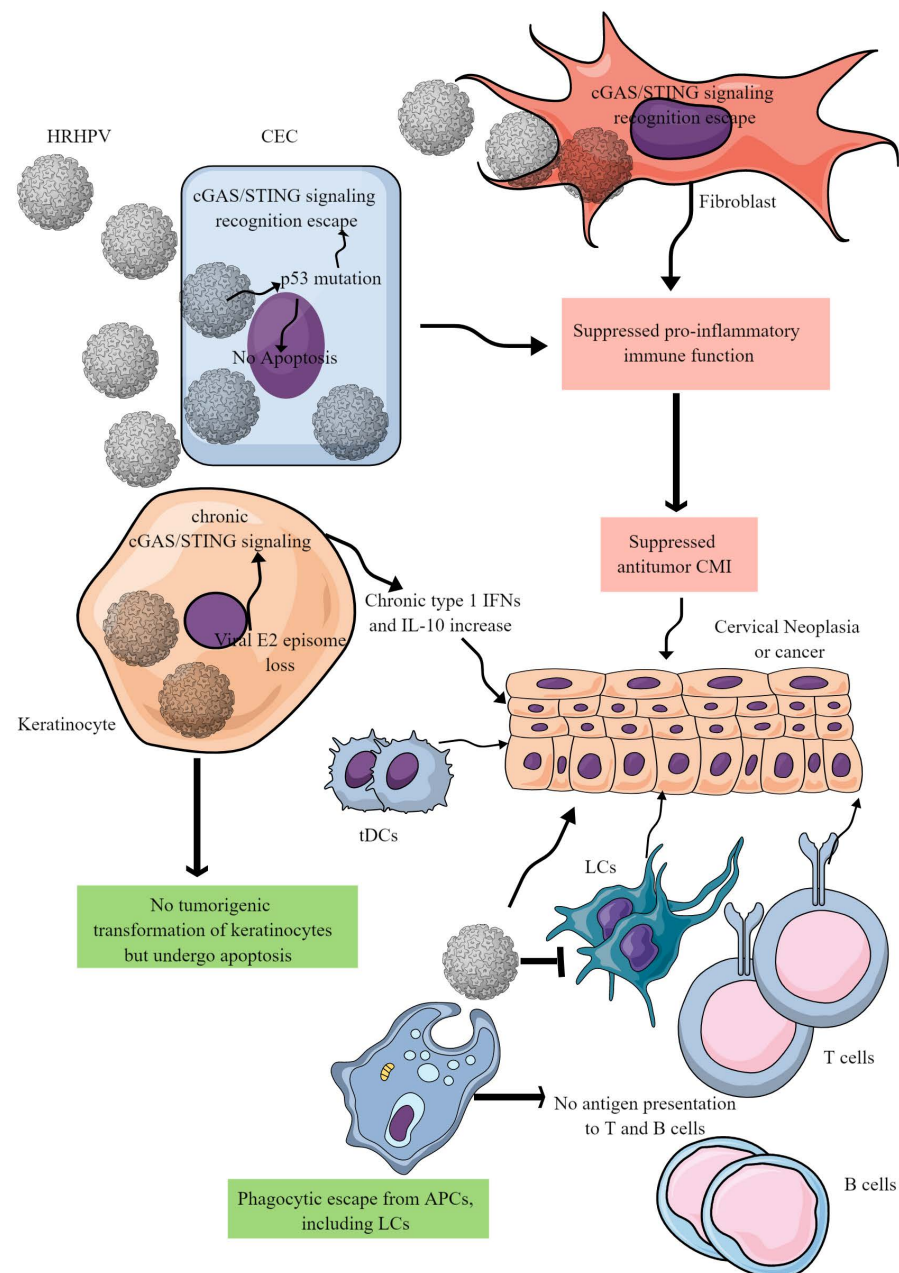 cGAS/STING signaling
recognition escape
HRHPV
CEC
cGAS/STING signaling
recognition escape
Fibroblast
p53 mutation
No Apoptosis
Suppressed pro-inflammatory
immune function
chronic
cGAS/STING signaling
Suppressed
antitumor CMI
Chronic type 1 IFNs
and IL-10 increase
Viral E2 episome
loss
Cervical Neoplasia
or cancer
Keratinocyte
tDCs
LCs
No tumorigenic
transformation of keratinocytes
but undergo apoptosis
T cells
No antigen presentation
to T and B cells
B cells
Phagocytic escape from APCs,
including LCs